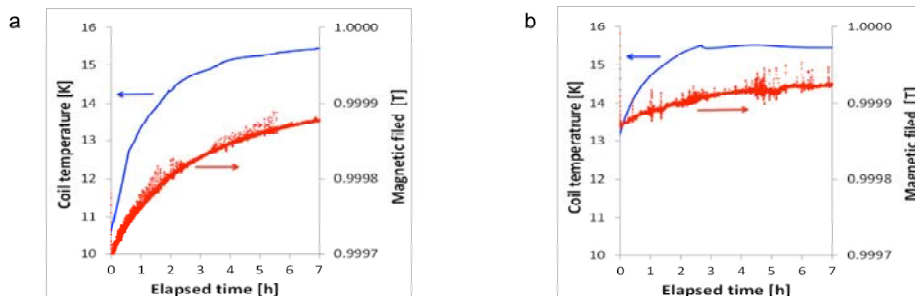 a
16
15
14
13
12
11
10
Coil temperature [K]
1.0000
0.9999
0.9998
0.9997
Magnetic filed [T]
0 1 2 3 4 5 6 7
Elapsed time [h]
b
16
15
14
13
12
11
10
Coil temperatrure [K]
1.0000
0.9999
0.9998
0.9997
Magnetic filed [T]
0 1 2 3 4 5 6 7
Elapsed time [h]